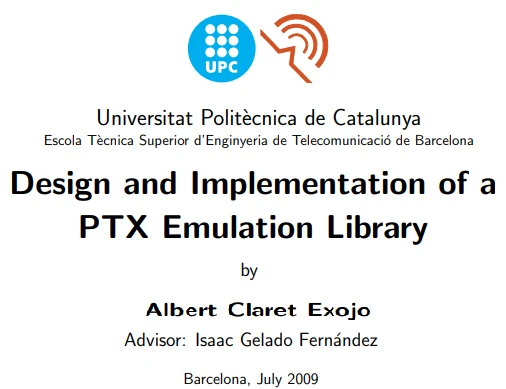 UPC
Universitat Politècnica de Catalunya
Escola Tècnica Superior d'Enginyeria de Telecomunicació de Barcelona
Design and Implementation of a
PTX Emulation Library
by
Albert Claret Exojo
Advisor: Isaac Gelado Fernández
Barcelona, July 2009